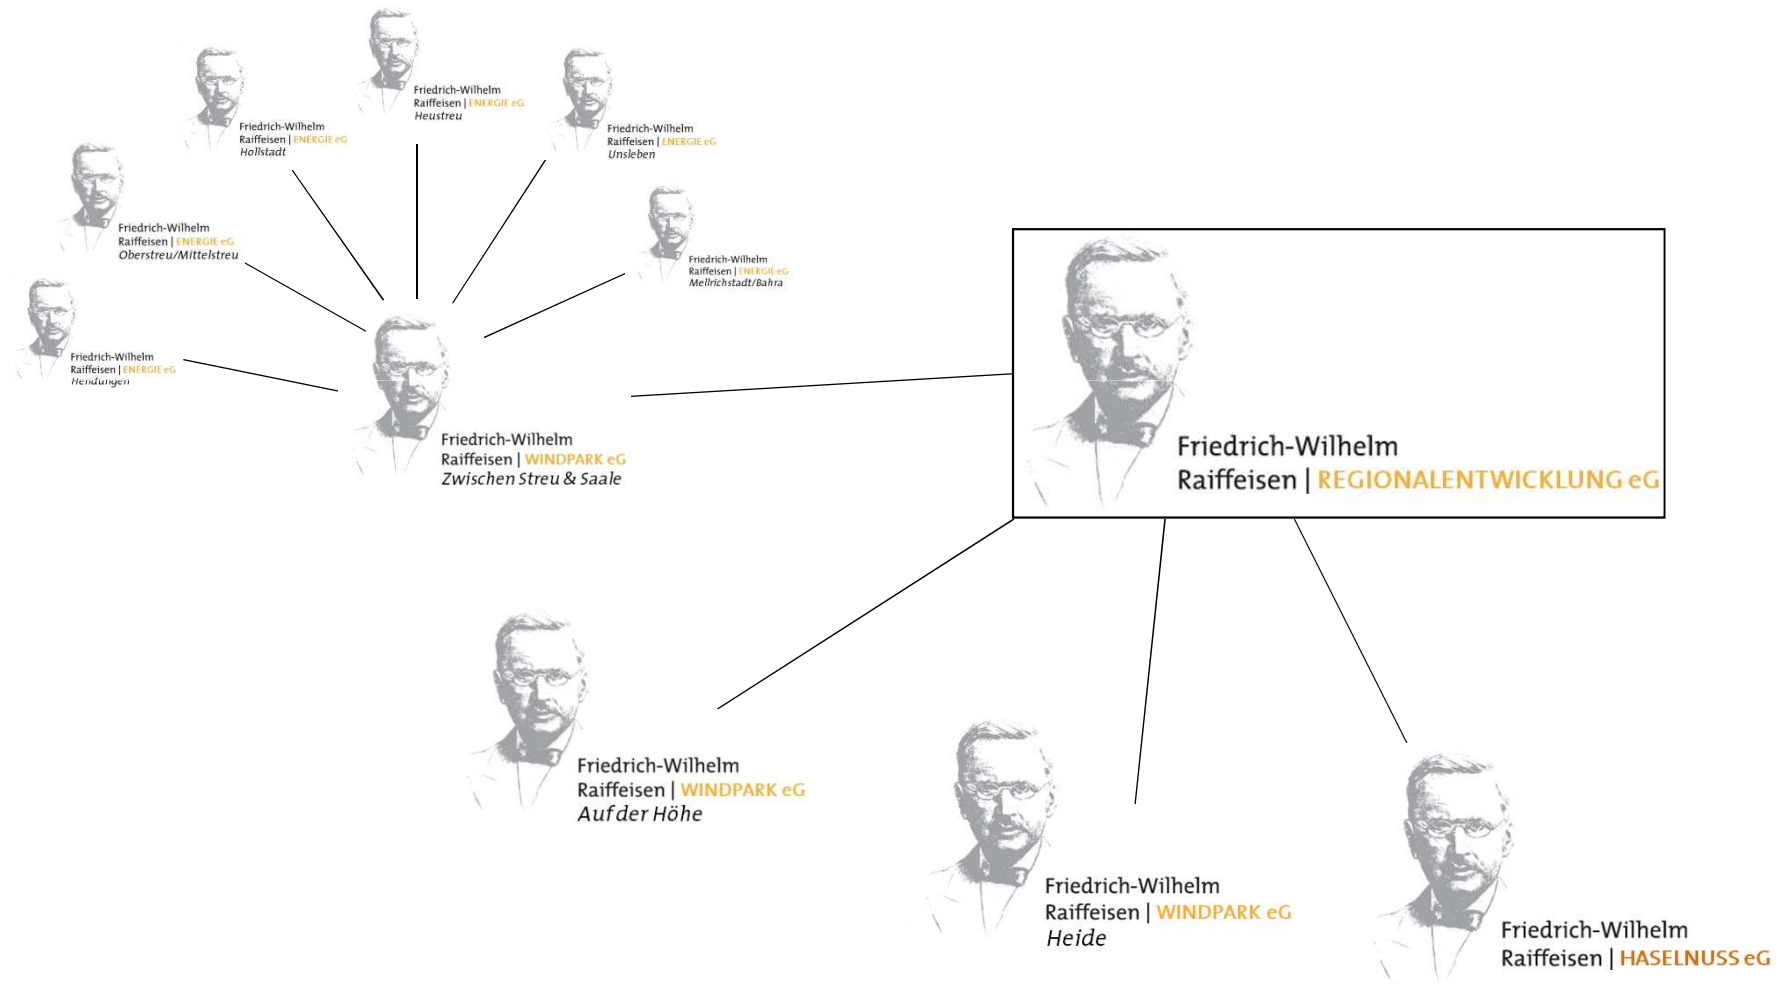 Friedrich-Wilhelm
Raiffeisen | ENERGIE eG
Heustreu
Friedrich-Wilhelm
Raiffeisen | ENERGIE eG
Hollstadt
Friedrich-Wilhelm
Raiffeisen | ENERGIE eG
Unsleben
Friedrich-Wilhelm
Raiffeisen | ENERGIE eG
Oberstreu/Mittelstreu
Friedrich-Wilhelm
Raiffeisen | ENERGIE eG
Mellrichstadt/Bahra
Friedrich-Wilhelm
Raiffeisen | ENERGIE eG
Hendungen
Friedrich-Wilhelm
Raiffeisen | WINDPARK eG
Zwischen Streu & Saale
Friedrich-Wilhelm
Raiffeisen | REGIONALENTWICKLUNG eG
Friedrich-Wilhelm
Raiffeisen | WINDPARK eG
Auf der Höhe
Friedrich-Wilhelm
Raiffeisen | WINDPARK eG
Heide
Friedrich-Wilhelm
Raiffeisen | HASELNUSS eG